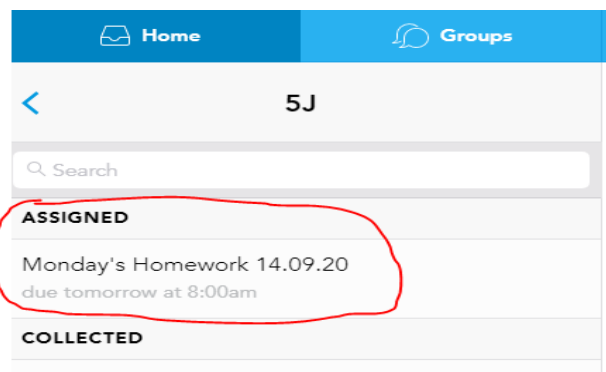 Home Groups
5J
Search
ASSIGNED
Monday's Homework 14.09.20
due tomorrow at 8:00am
COLLECTED